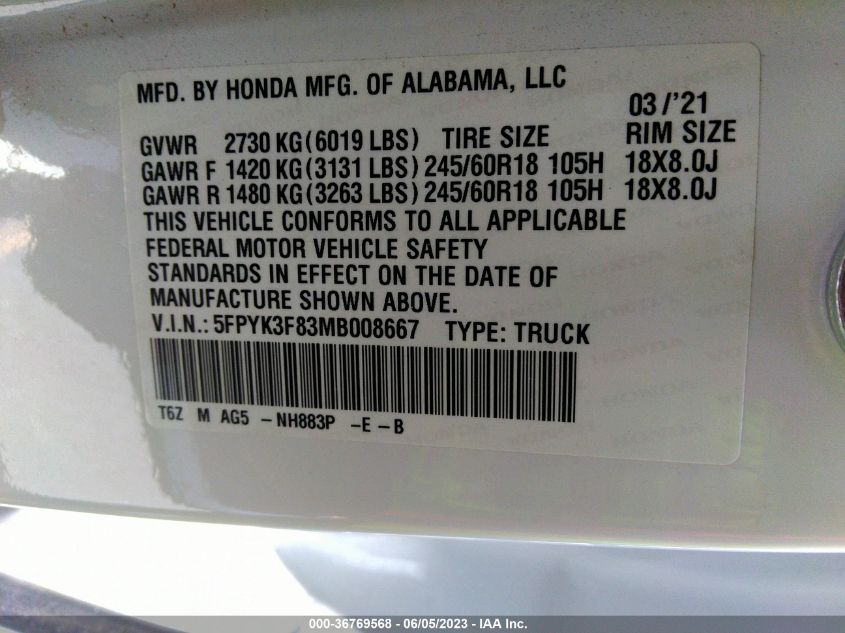 MFD. BY HONDA MFG. OF ALABAMA, LLC
03 /'21
GVWR 2730 KG (6019 LBS) TIRE SIZE RIM SIZE
GAWR F 1420 KG (3131 LBS) 245/60R18 105H 18X8.0J
GAWR R 1480 KG (3263 LBS) 245/60R18 105H 18X8.0J
THIS VEHICLE CONFORMS TO ALL APPLICABLE
FEDERAL MOTOR VEHICLE SAFETY
STANDARDS IN EFFECT ON THE DATE OF
MANUFACTURE SHOWN ABOVE.
V.I.N.: 5FPYK3F83MB008667 TYPE: TRUCK
T6Z M AG5 – NH883P – E – B
000-36769568 - 06/05/2023 - IAA Inc.